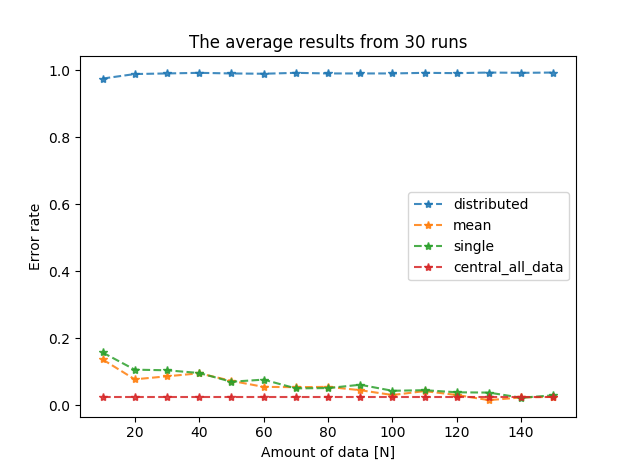 The average results from 30 runs
1.0
0.8
0.6
0.4
0.2
0.0
Error rate
distributed
mean
single
central_all_data
20 40 60 80 100 120 140
Amount of data [N]